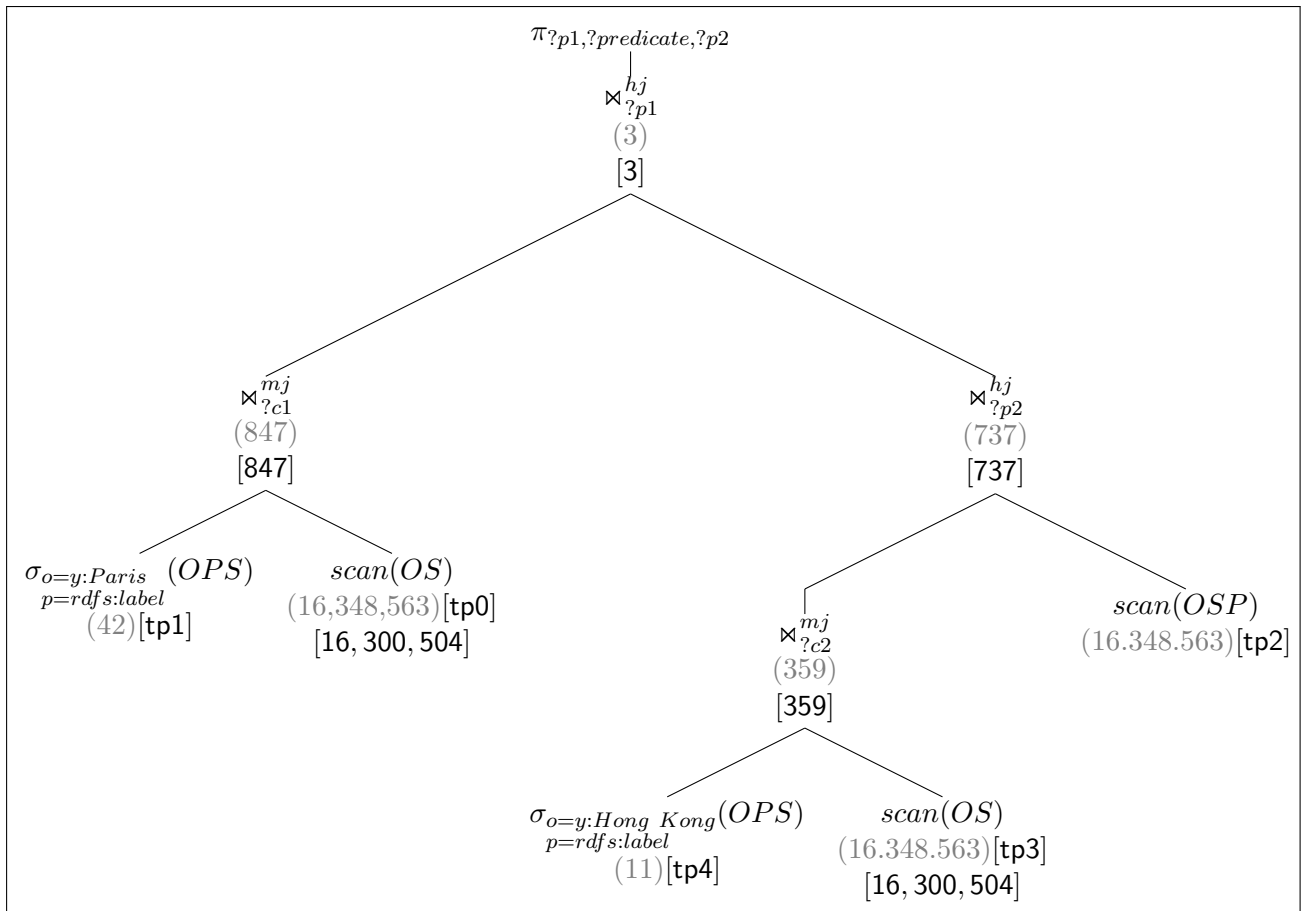 π?p1,?predicate,?p2
⋈hj?p1
(3)
[3]
⋈mj?c1
(847)
[847]
⋈hj?p2
(737)
[737]
σo=y:Paris (OPS)
p=rdfs:label
(42)[tp1]
scan(OS)
(16,348,563)[tp0]
[16, 300, 504]
⋈mj?c2
(359)
[359]
scan(OSP)
(16.348.563)[tp2]
σo=y:Hong Kong(OPS)
p=rdfs:label
(11)[tp4]
scan(OS)
(16.348.563)[tp3]
[16, 300, 504]